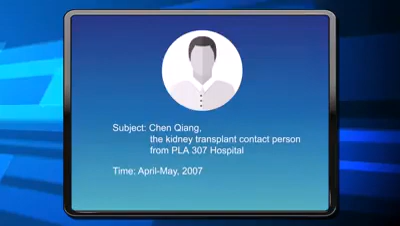 Subject: Chen Qiang,
the kidney transplant contact person
from PLA 307 Hospital
Time: April-May, 2007